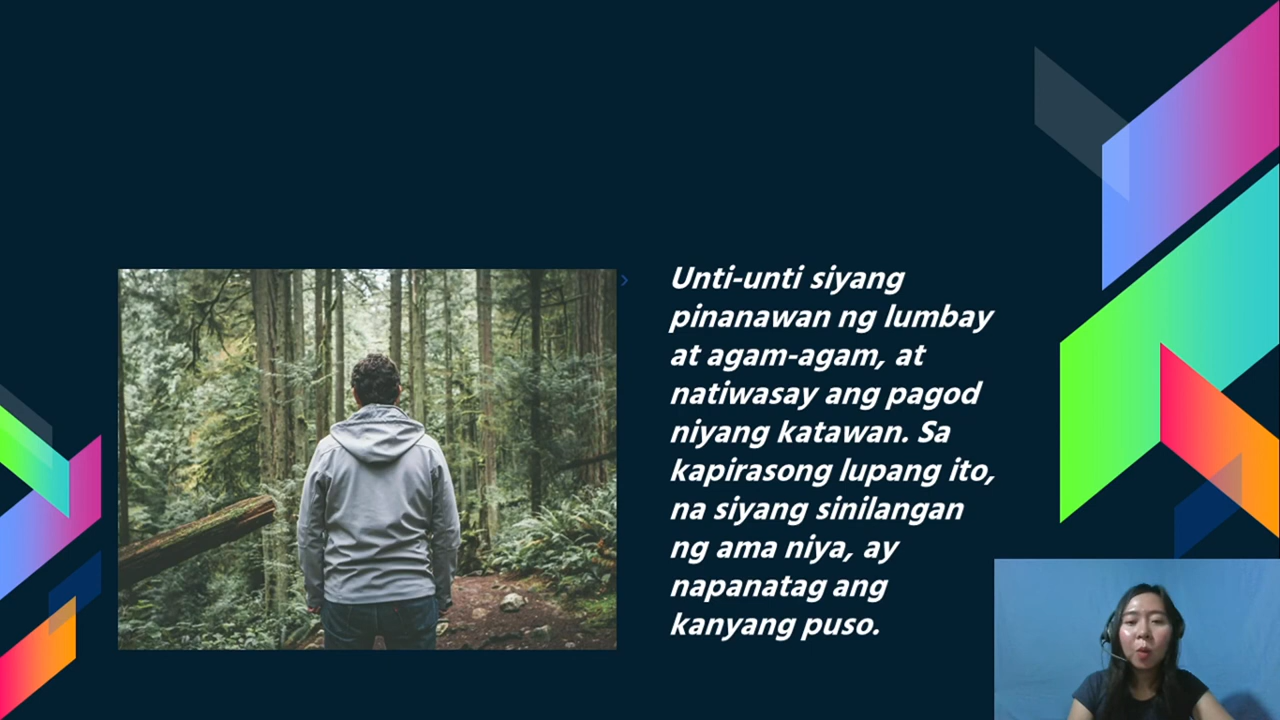 Unti-unti siyang
pinanawan ng lumbay
at agam-agam, at
natiwasay ang pagod
niyang katawan. Sa
kapirasong lupang ito,
na siyang sinilangan
ng ama niya, ay
napanatag ang
kanyang puso.